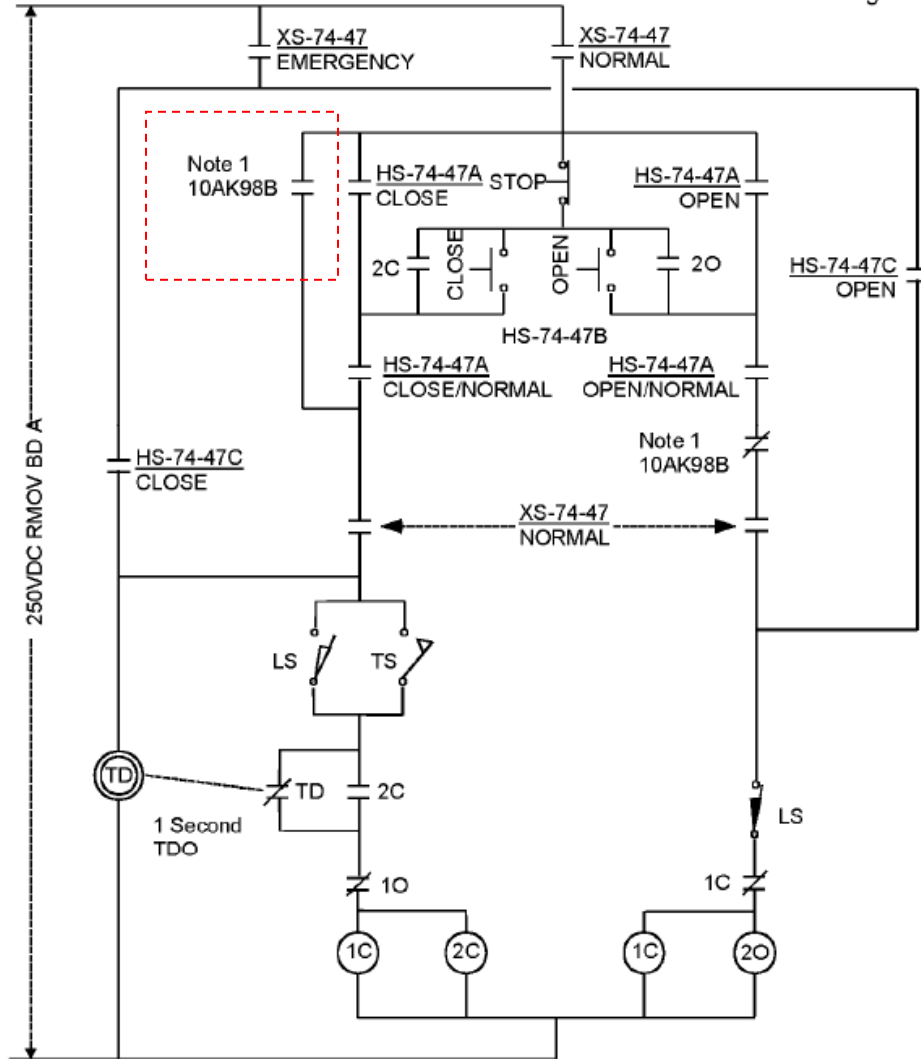 XS-74-47
EMERGENCY
XS-74-47
NORMAL
Note 1
10AK98B
HS-74-47A
CLOSE
STOP
HS-74-47A
OPEN
2C
CLOSE
OPEN
2O
HS-74-47C
OPEN
HS-74-47B
HS-74-47A
CLOSE/NORMAL
HS-74-47A
OPEN/NORMAL
Note 1
10AK98B
250VDC RMOV BD A
HS-74-47C
CLOSE
XS-74-47
NORMAL
LS
TS
TD
TD
2C
1 Second
TDO
LS
1O
1C
1C
2C
1C
2O